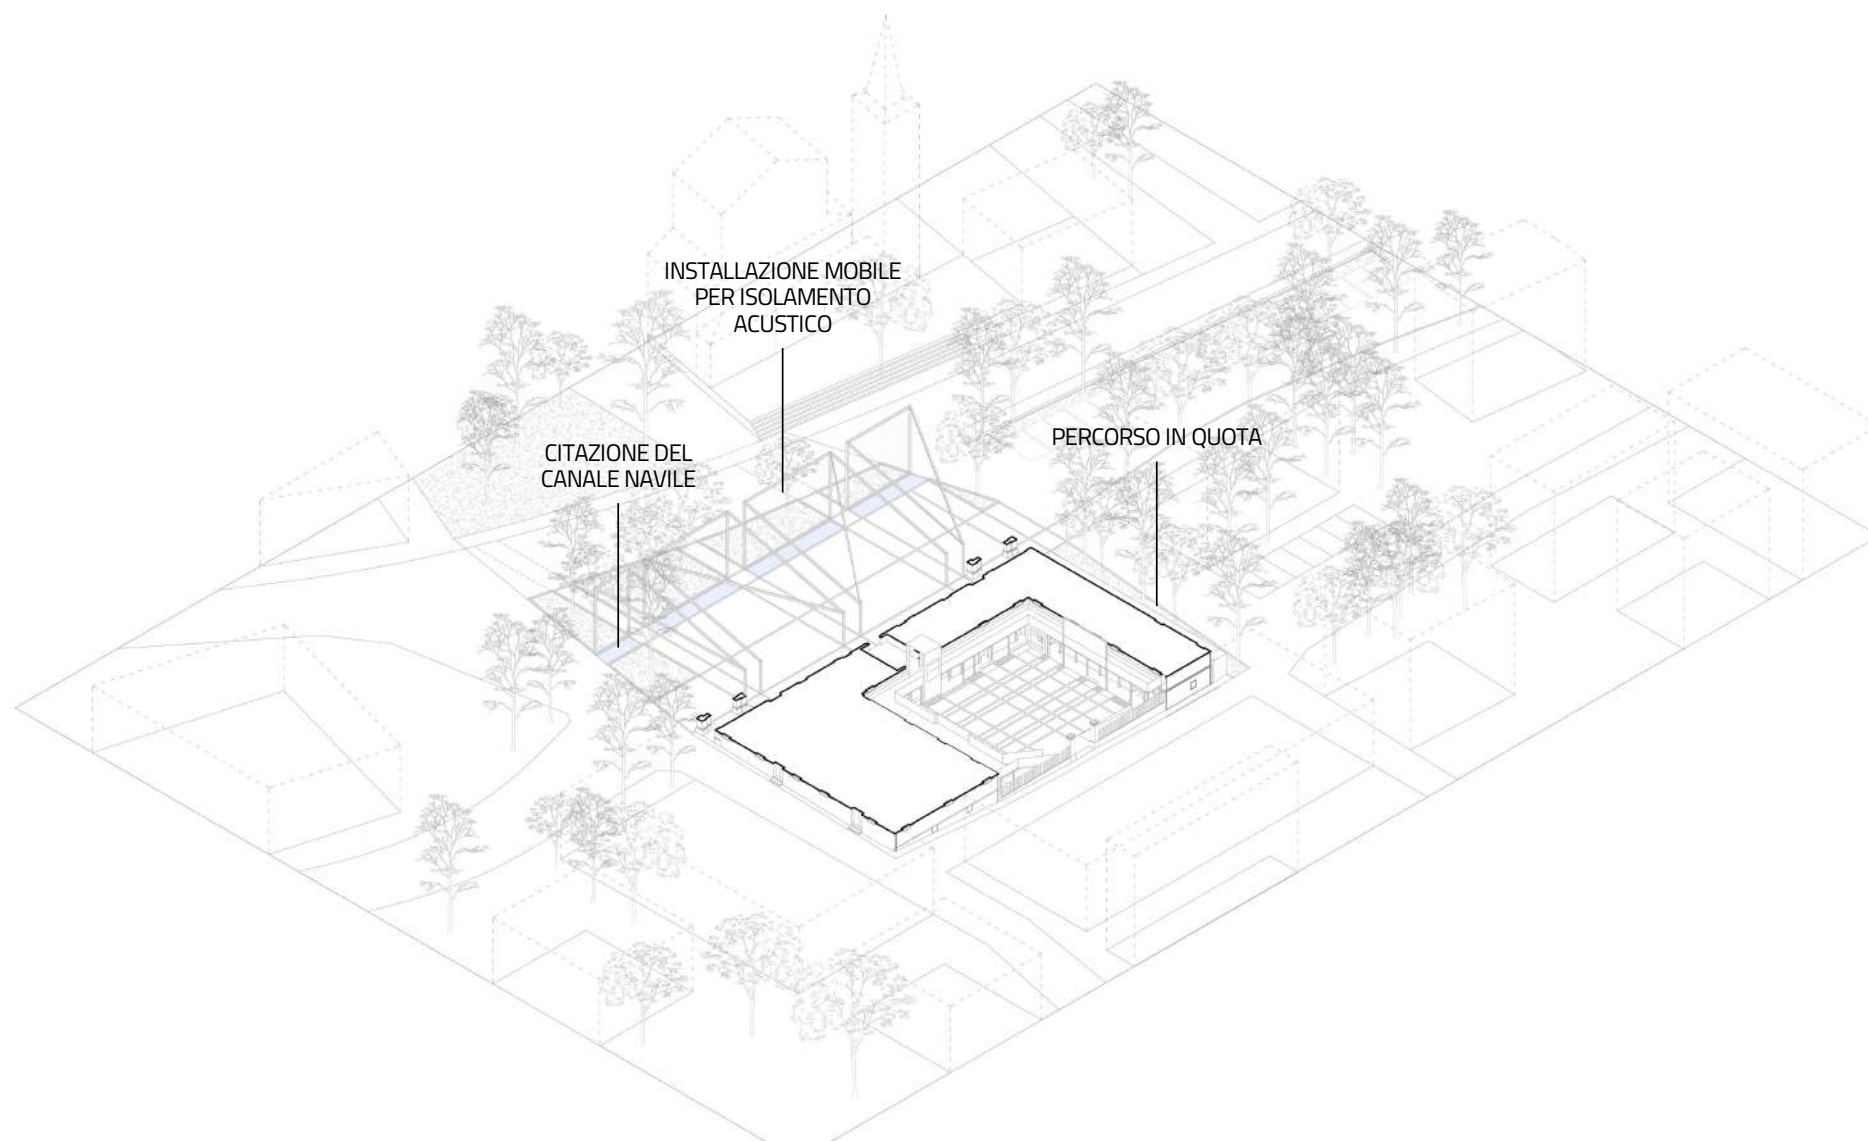 INSTALLAZIONE MOBILE
PER ISOLAMENTO
ACUSTICO
CITAZIONE DEL
CANALE NAVILE
PERCORSO IN QUOTA